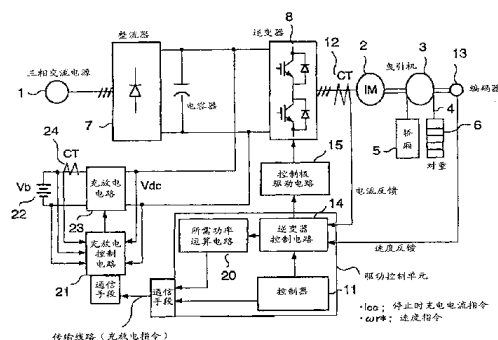 整流器
逆变器
8
12
2
3
13
CT
曳引机
编码器
三相交流电源
1
电容器
IM
7
4
6
5
轿厢
对重
24
CT
15
Vb
Vdc
22
充放电
电路
23
控制极
驱动电路
电流反馈
14
所需功率
运算电路
逆变器
控制电路
速度反馈
充放电
控制
电路
20
21
通信
手段
通信
手段
控制器
11
驱动控制单元
传输线路(充放电指令)
·Icc; 停止时充电电流指令
·ωr*; 速度指令